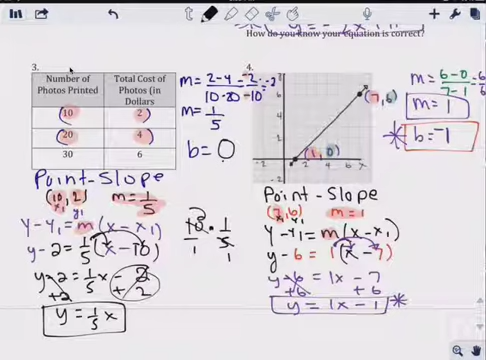 How do you know your equation is correct?
3.
Number of Photos Printed
Total Cost of Photos (in Dollars
10 2
20 4
30 6
m = 2-4 = -2
10-20 -10
m = 1/5
b = 0
Point-Slope
(10, 2) m = 1/5
x₁ y₁
y-y₁ = m(x-x₁)
y-2 = 1/5(x-10)
y-2 = 1/5x - 2
+2 + 2
y = 1/5x
10/1 • 1/5
4.
(7,6)
(1,0)
m = 6-0
7-1
m = 1
b = -1
Point-Slope
(7,6) m = 1
y-y₁ = m(x-x₁)
y-6 = 1(x-7)
y-6 = 1x - 7
+6 + 6
y = 1x - 1